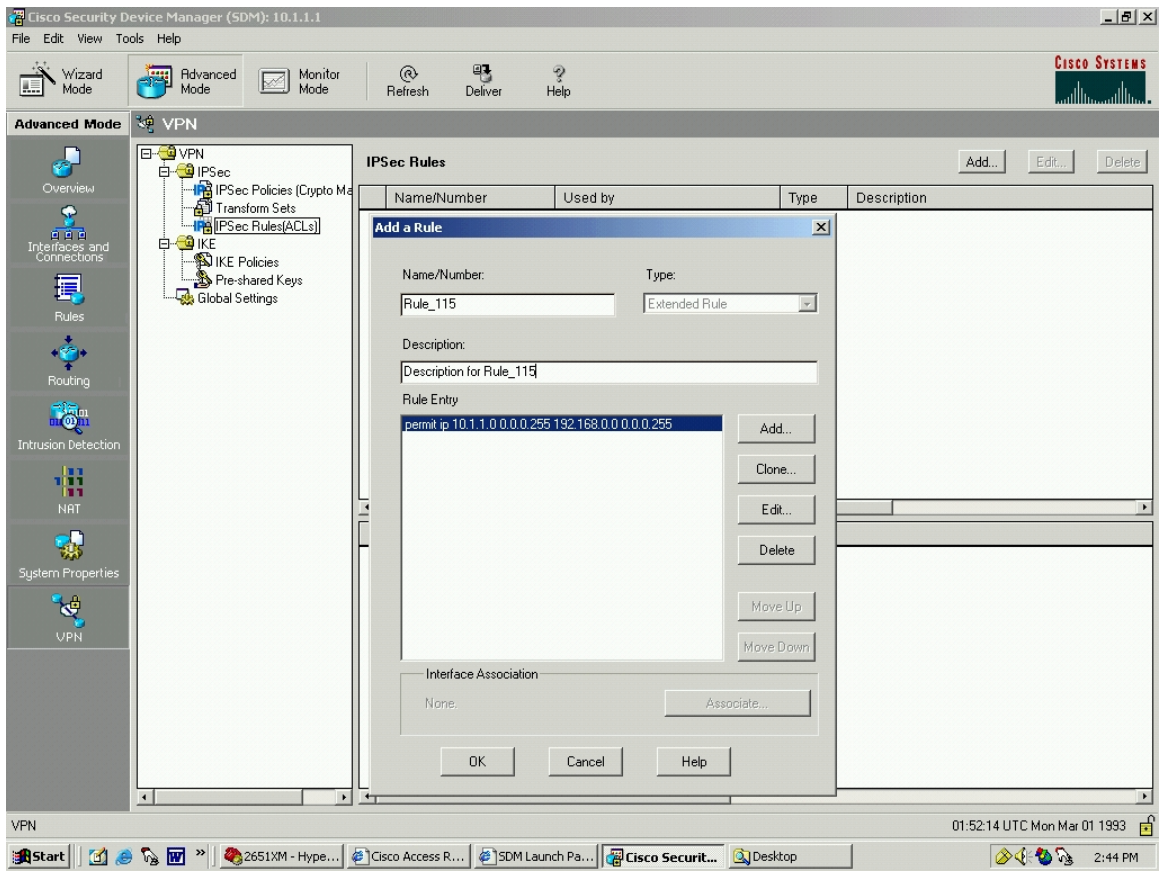 Cisco Security Device Manager (SDM): 10.1.1.1
File Edit View Tools Help
Wizard Mode
Advanced Mode
Monitor Mode
Refresh
Deliver
Help
CISCO SYSTEMS
Advanced Mode
VPN
Overview
Interfaces and Connections
Rules
Routing
Intrusion Detection
NAT
System Properties
VPN
VPN
IPSec
IPSec Policies (Crypto Ma
Transform Sets
IPSec Rules(ACLs)
IKE
IKE Policies
Pre-shared Keys
Global Settings
IPSec Rules
Add... Edit... Delete
Name/Number Used by Type Description
Add a Rule
Name/Number: Type:
Rule_115 Extended Rule
Description:
Description for Rule_115
Rule Entry
permit ip 10.1.1.0 0.0.0.255 192.168.0.0 0.0.0.255
Add...
Clone...
Edit...
Delete
Move Up
Move Down
Interface Association
None.
Associate...
OK Cancel Help
VPN
01:52:14 UTC Mon Mar 01 1993
Start
»
2651XM - Hype...
Cisco Access R...
SDM Launch Pa...
Cisco Securit...
Desktop
2:44 PM